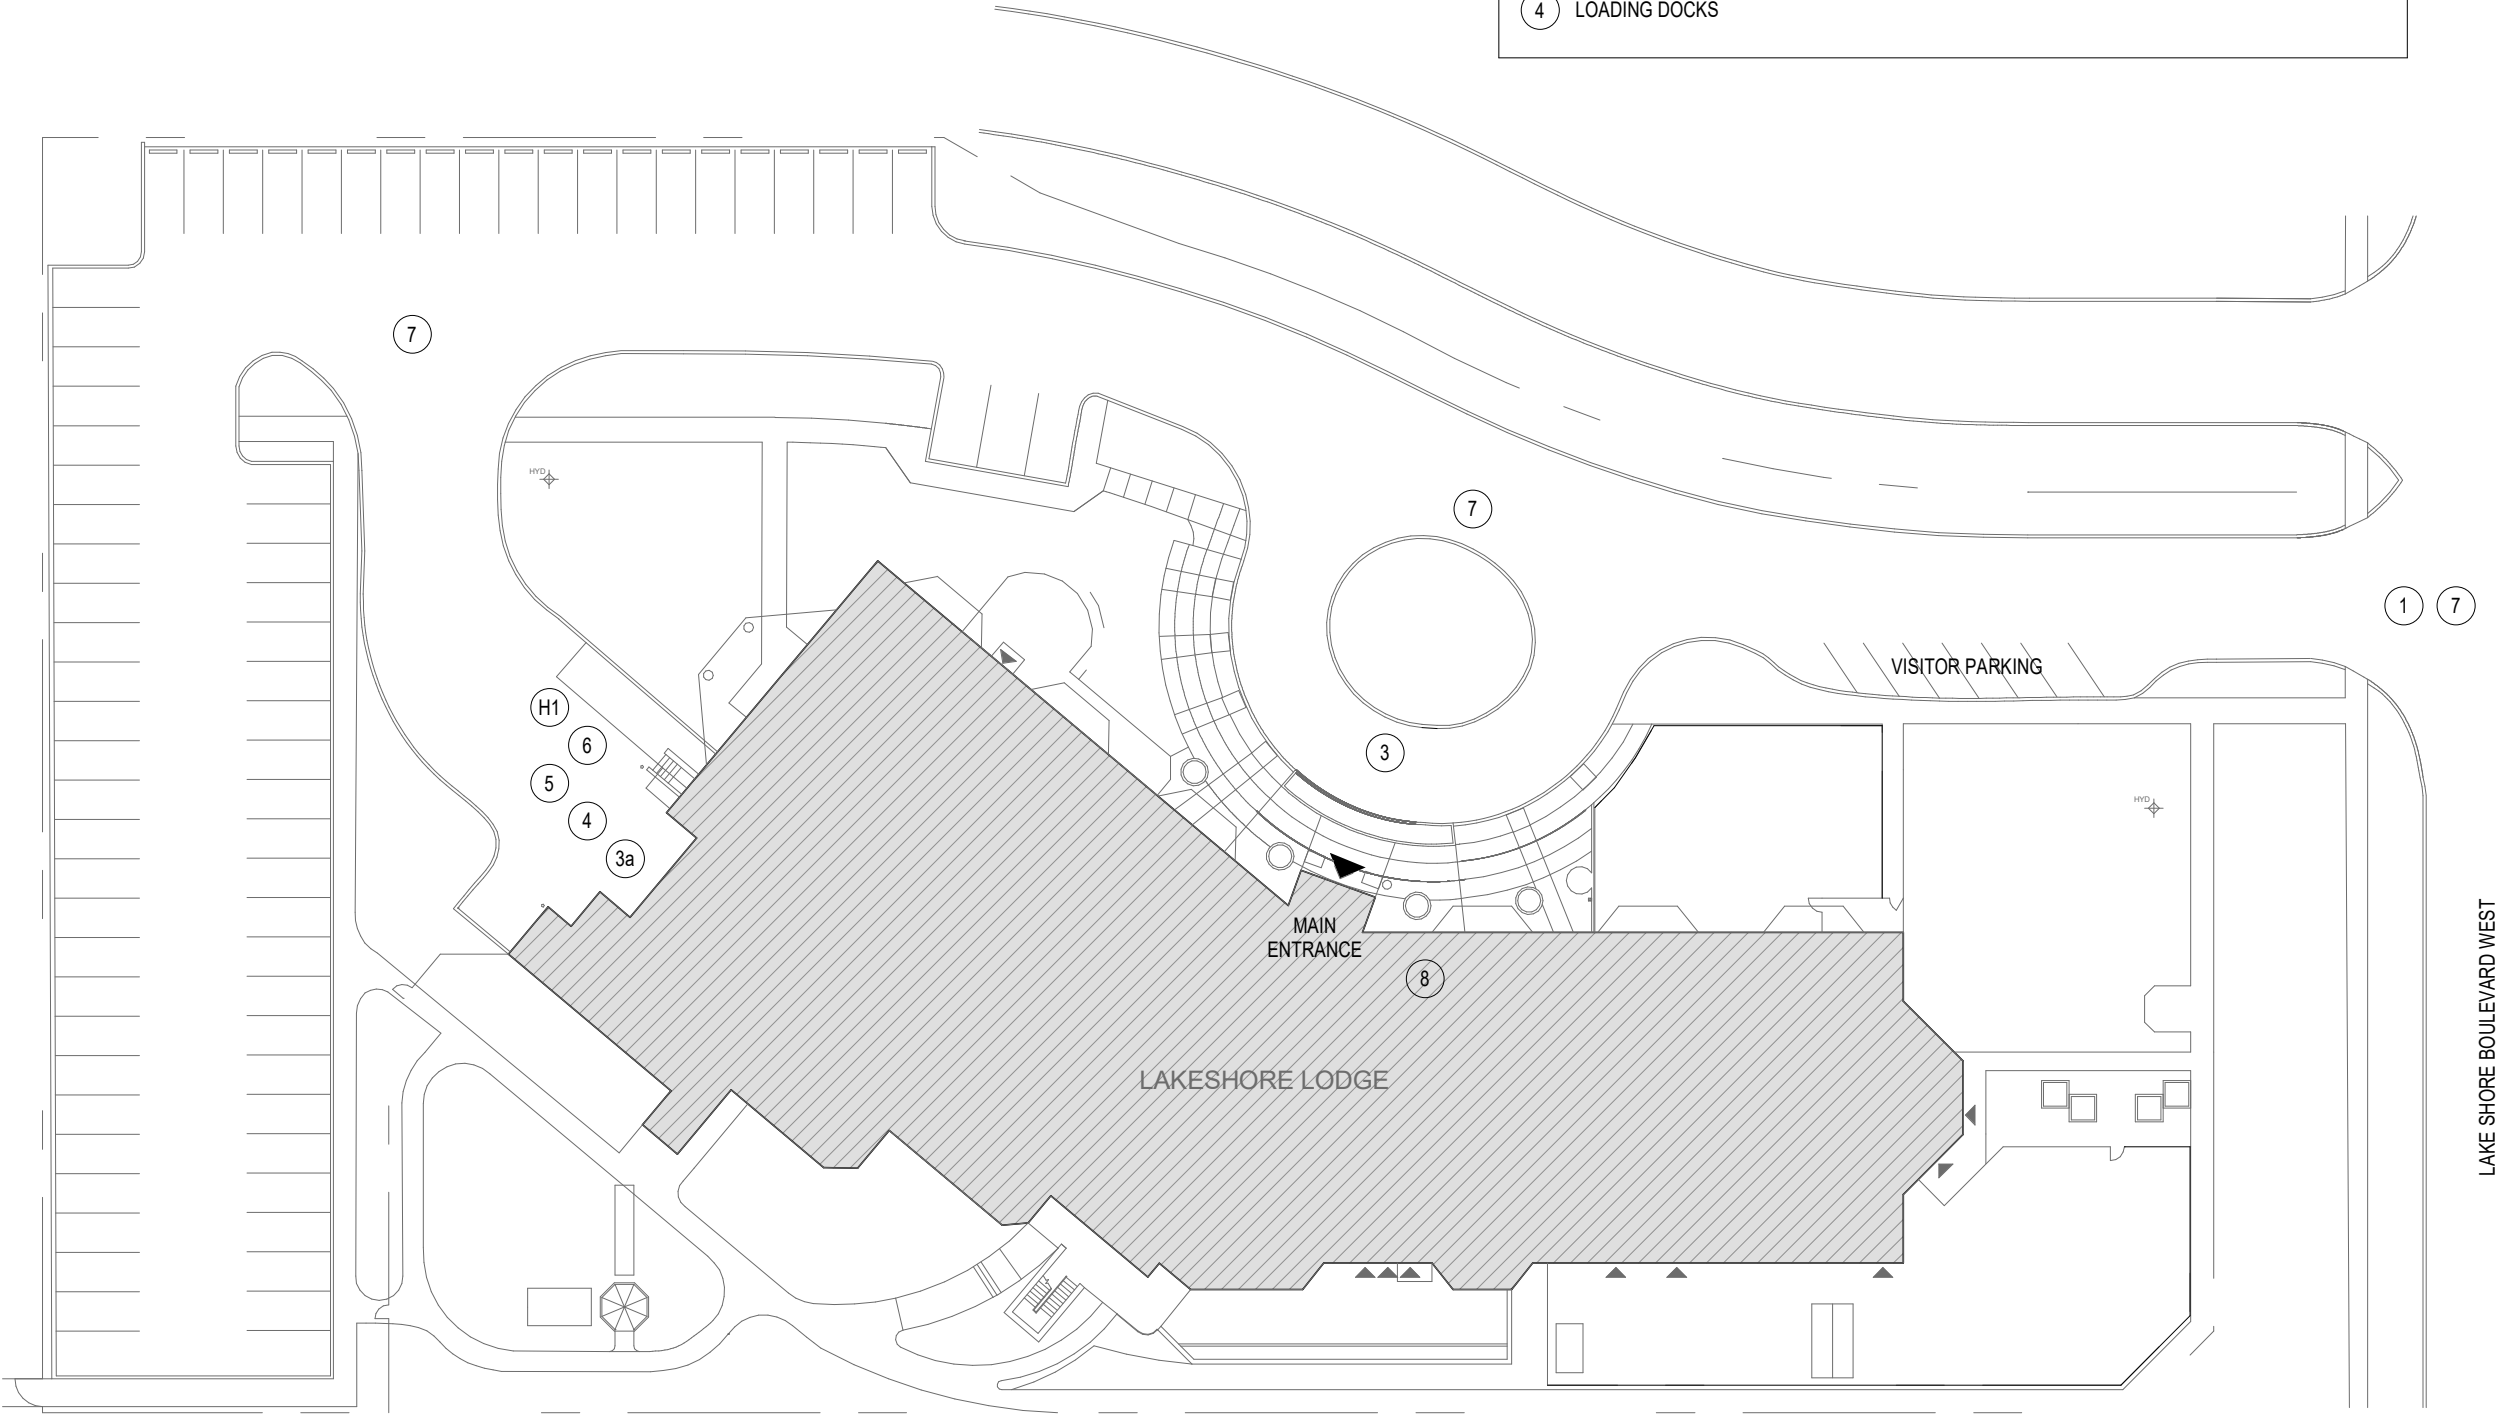 4 LOADING DOCKS
7
HYD
7
1 7
VISITOR PARKING
H1
6
3
5
HYD
4
3a
MAIN
ENTRANCE
8
LAKESHORE LODGE
LAKE SHORE BOULEVARD WEST